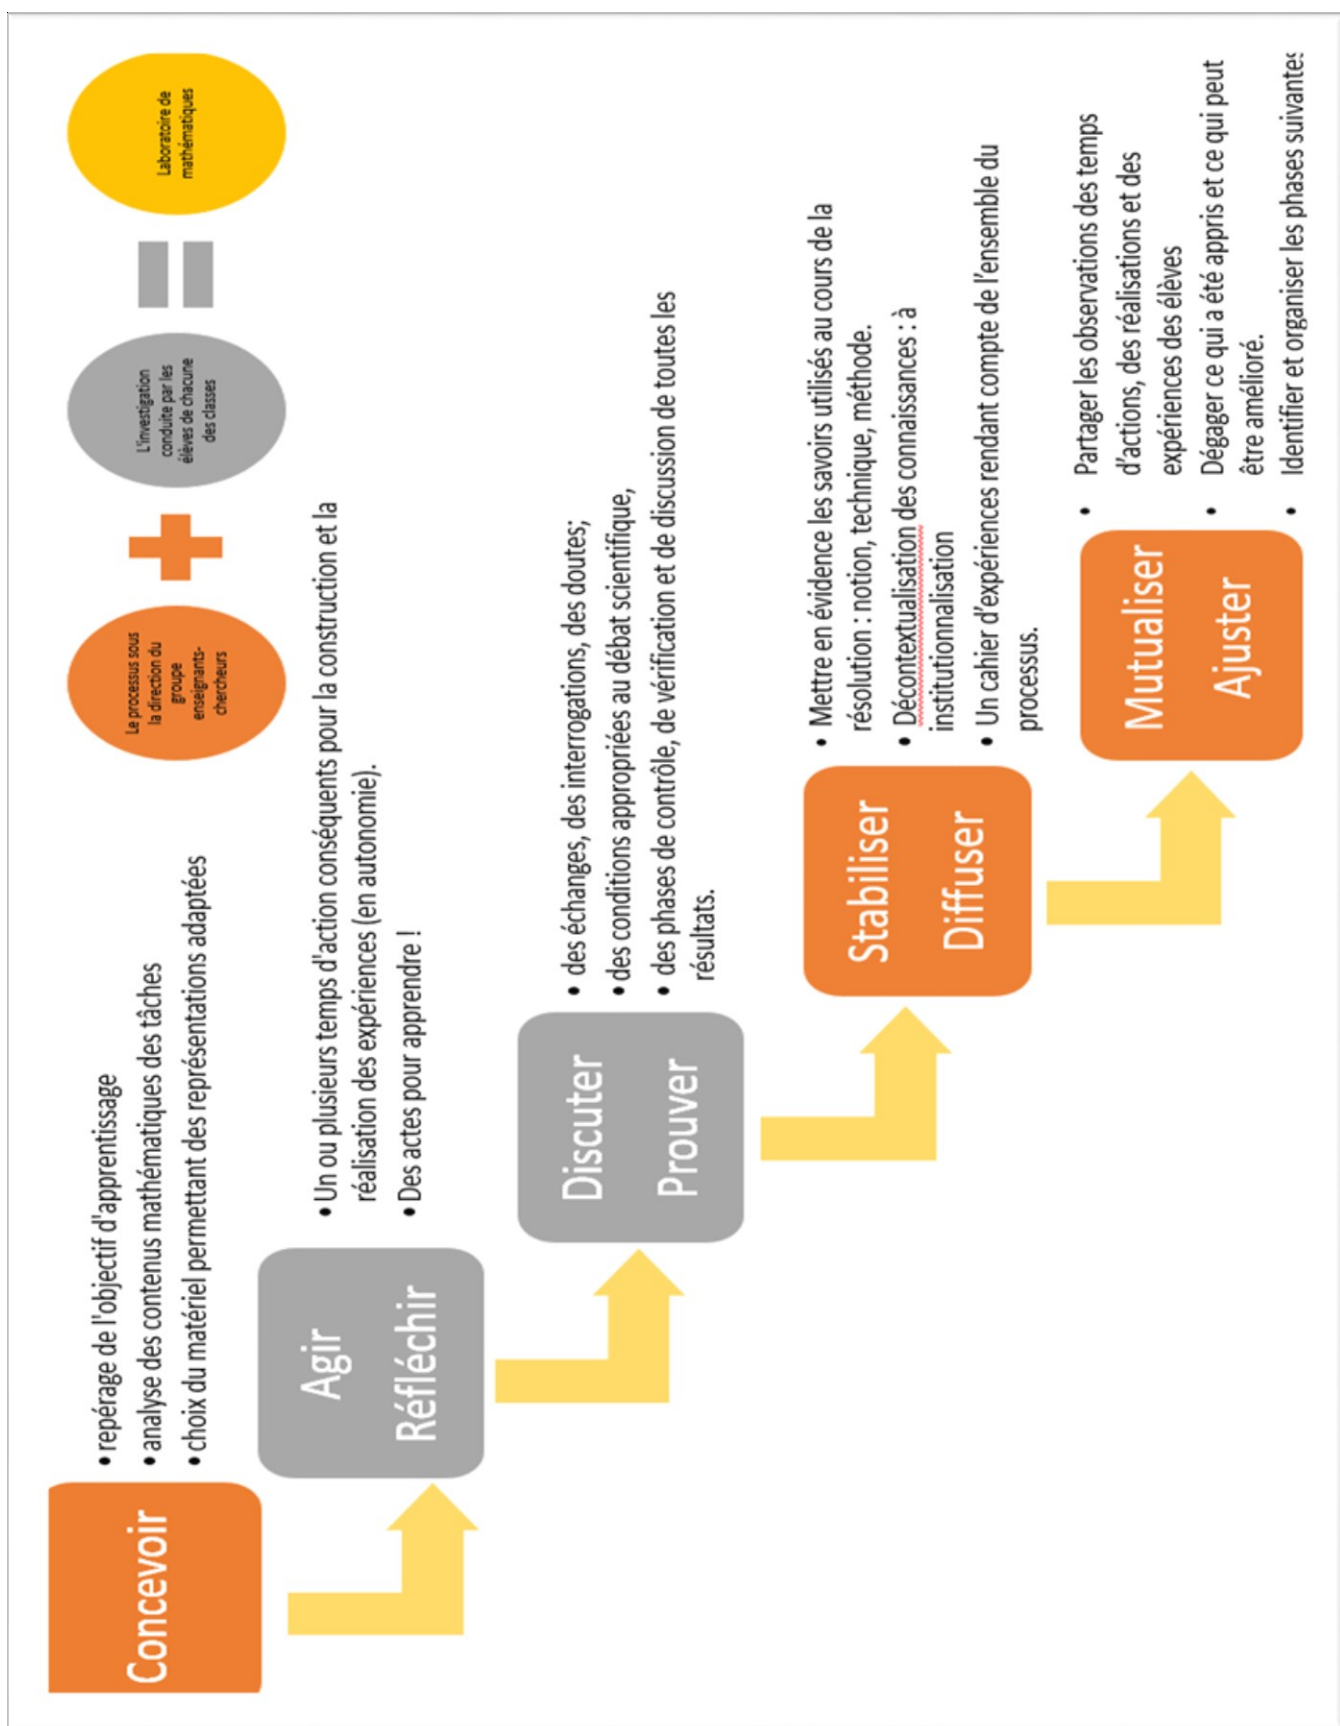 Le processus sous
la direction du
groupe
enseignants-
chercheurs
L'investigation
conduite par les
élèves de chacune
des classes
Laboratoire de
mathématiques
Concevoir
• repérage de l'objectif d'apprentissage
• analyse des contenus mathématiques des tâches
• choix du matériel permettant des représentations adaptées
Agir
Réfléchir
• Un ou plusieurs temps d'action conséquents pour la construction et la
réalisation des expériences (en autonomie).
• Des actes pour apprendre !
Discuter
Prouver
• des échanges, des interrogations, des doutes;
• des conditions appropriées au débat scientifique,
• des phases de contrôle, de vérification et de discussion de toutes les
résultats.
Stabiliser
Diffuser
• Mettre en évidence les savoirs utilisés au cours de la
résolution : notion, technique, méthode.
• Décontextualisation des connaissances : à
institutionnalisation
• Un cahier d'expériences rendant compte de l'ensemble du
processus.
Mutualiser
Ajuster
• Partager les observations des temps
d'actions, des réalisations et des
expériences des élèves
• Dégager ce qui a été appris et ce qui peut
être amélioré.
• Identifier et organiser les phases suivantes